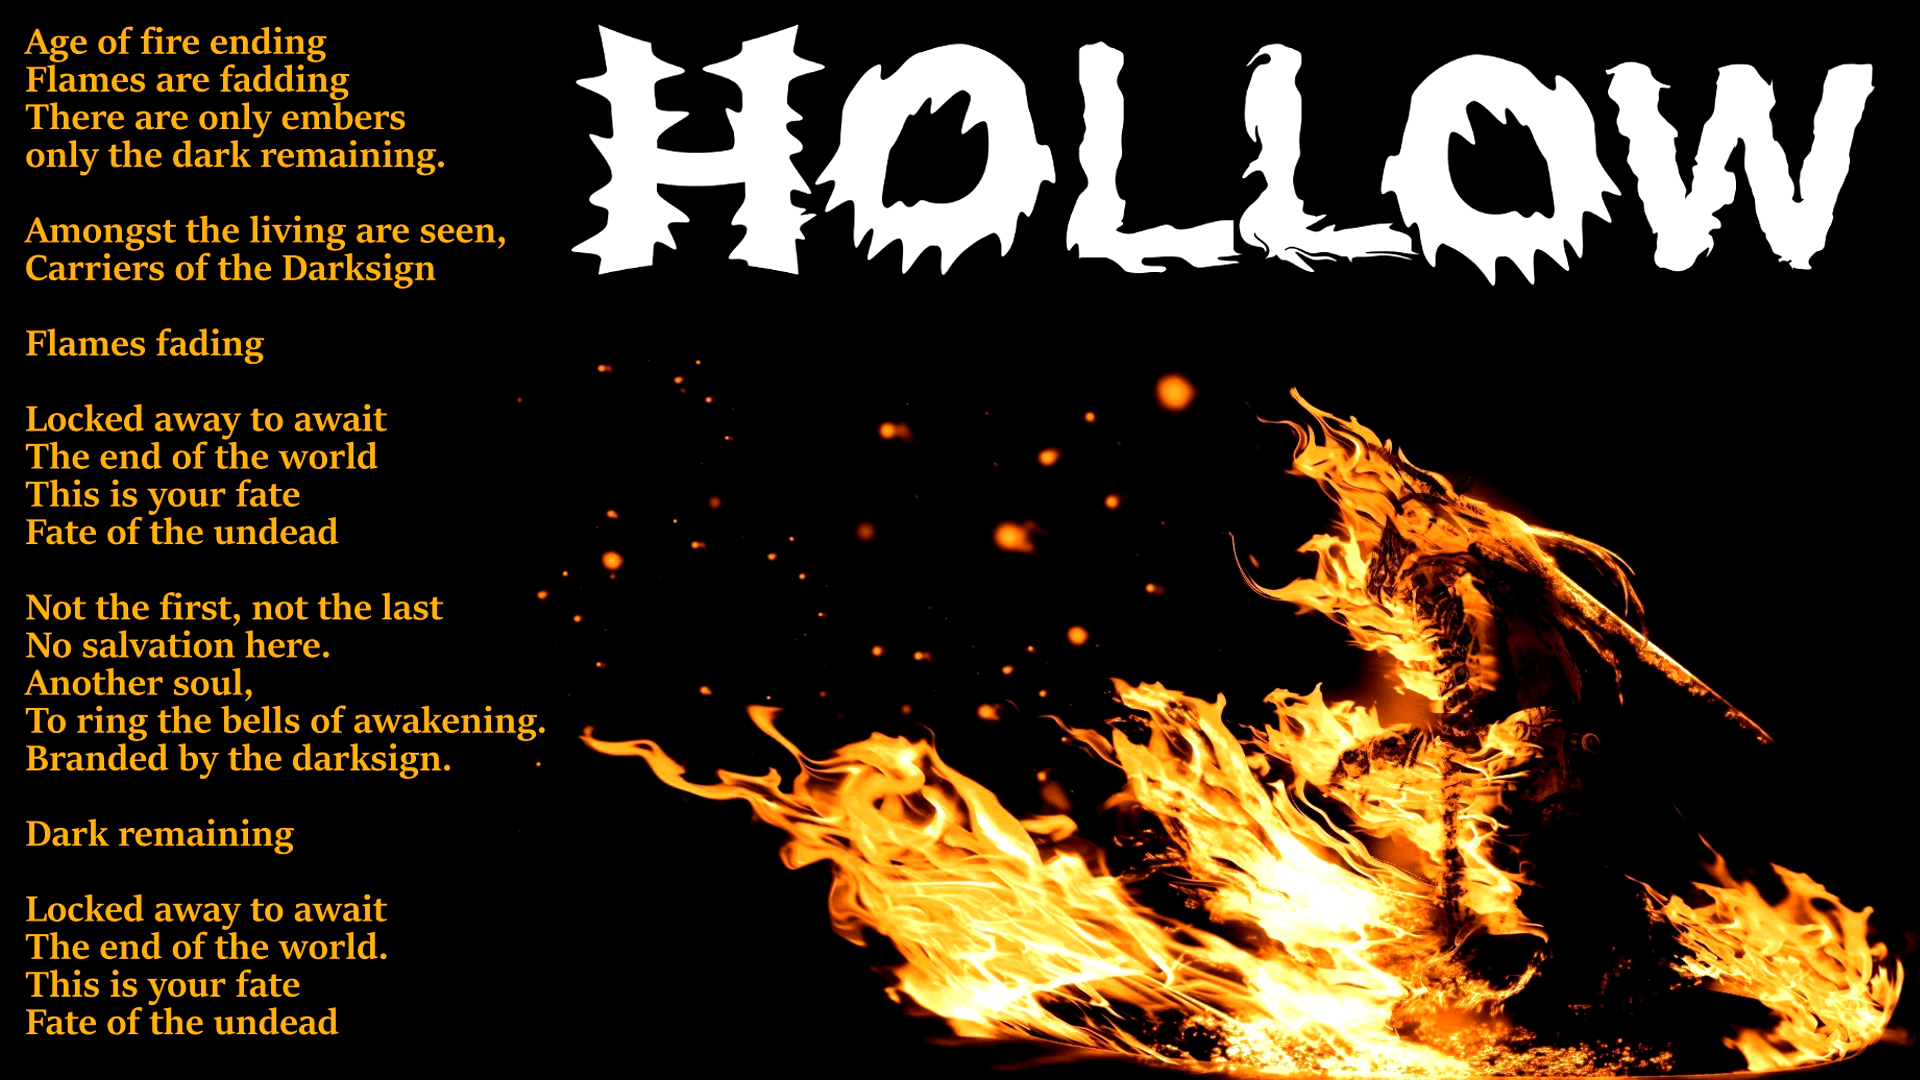 HOLLOW
Age of fire ending
Flames are fadding
There are only embers
only the dark remaining.
Amongst the living are seen,
Carriers of the Darksign
Flames fading
Locked away to await
The end of the world
This is your fate
Fate of the undead
Not the first, not the last
No salvation here.
Another soul,
To ring the bells of awakening.
Branded by the darksign.
Dark remaining
Locked away to await
The end of the world.
This is your fate
Fate of the undead